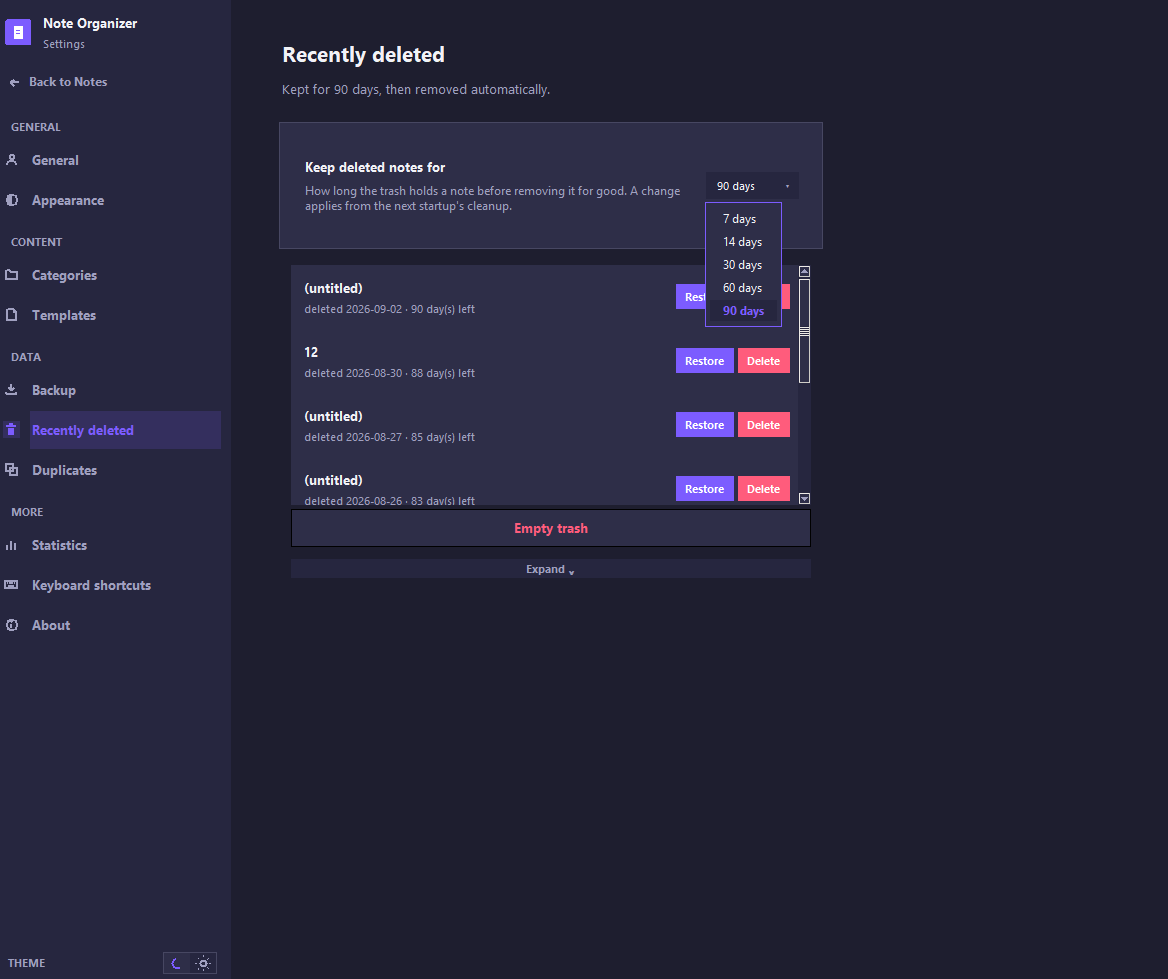 Note Organizer
Settings
Back to Notes
GENERAL
General
Appearance
CONTENT
Categories
Templates
DATA
Backup
Recently deleted
Duplicates
MORE
Statistics
Keyboard shortcuts
About
THEME
Recently deleted
Kept for 90 days, then removed automatically.
Keep deleted notes for
How long the trash holds a note before removing it for good. A change
applies from the next startup's cleanup.
90 days
7 days
14 days
30 days
60 days
90 days
(untitled)
deleted 2026-09-02 · 90 day(s) left
12
deleted 2026-08-30 · 88 day(s) left
Restore Delete
(untitled)
deleted 2026-08-27 · 85 day(s) left
Restore Delete
(untitled)
deleted 2026-08-26 · 83 day(s) left
Restore Delete
Empty trash
Expand